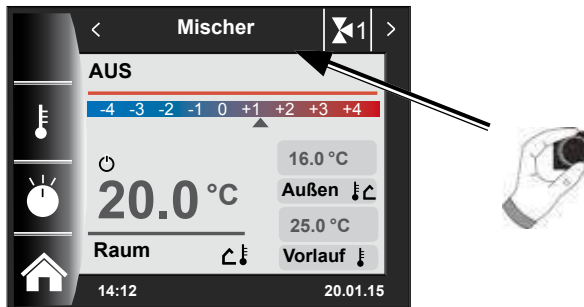 < Mischer 1 >
AUS
-4 -3 -2 -1 0 +1 +2 +3 +4
16.0 °C
Außen
20.0 °C
25.0 °C
Raum
Vorlauf
14:12 20.01.15